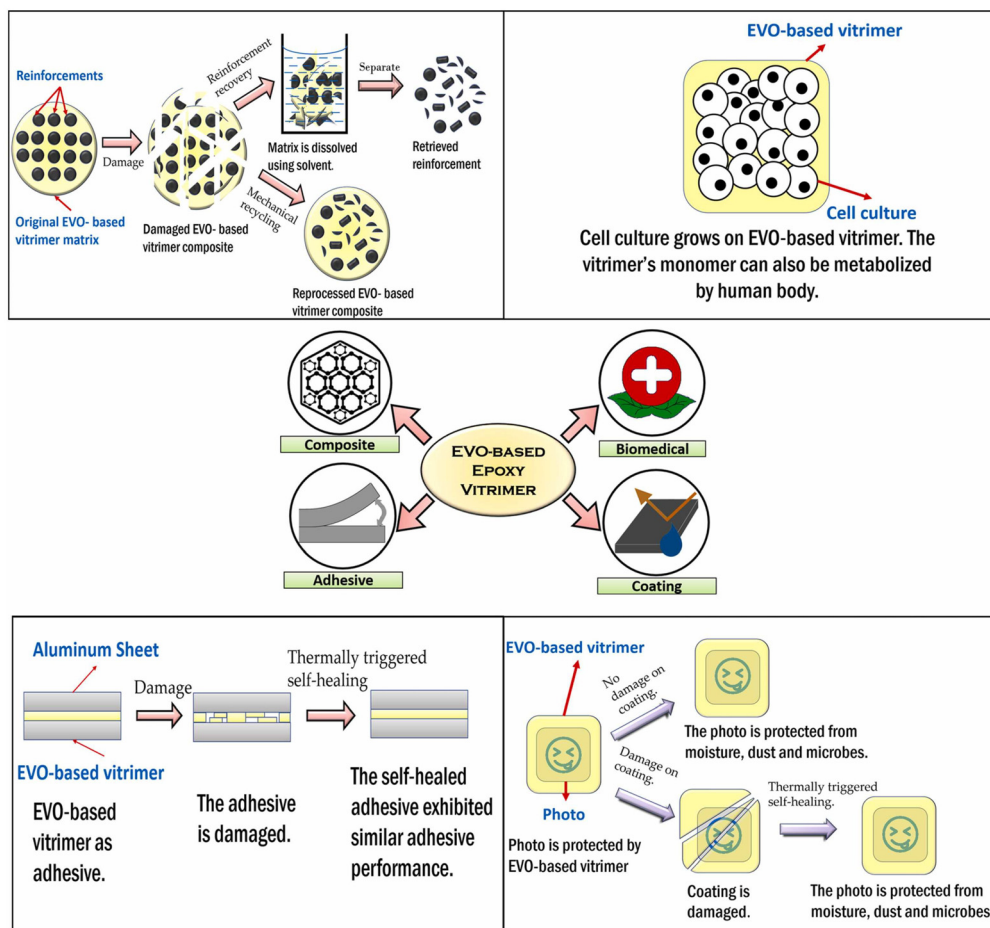 Reinforcements
Damage
Original EVO- based
vitrimer matrix
Damaged EVO- based
vitrimer composite
Reinforcement
recovery
Matrix is dissolved
using solvent.
Separate
Retrieved
reinforcement
Mechanical
recycling
Reprocessed EVO- based
vitrimer composite
EVO-based vitrimer
Cell culture
Cell culture grows on EVO-based vitrimer. The
vitrimer's monomer can also be metabolized
by human body.
Composite
Biomedical
EVO-BASED
EPOXY
VITRIMER
Adhesive
Coating
Aluminum Sheet
Damage
Thermally triggered
self-healing
EVO-based vitrimer
EVO-based
vitrimer as
adhesive.
The adhesive
is damaged.
The self-healed
adhesive exhibited
similar adhesive
performance.
EVO-based vitrimer
Photo
Photo is protected by
EVO-based vitrimer
No
damage on
coating.
The photo is protected from
moisture, dust and microbes.
Damage on
coating.
Coating is
damaged.
Thermally triggered
self-healing.
The photo is protected from
moisture, dust and microbes